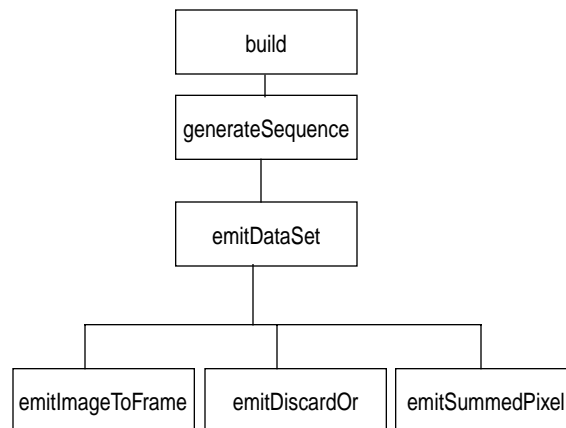 build
generateSequence
emitDataSet
emitImageToFrame
emitDiscardOr
emitSummedPixel